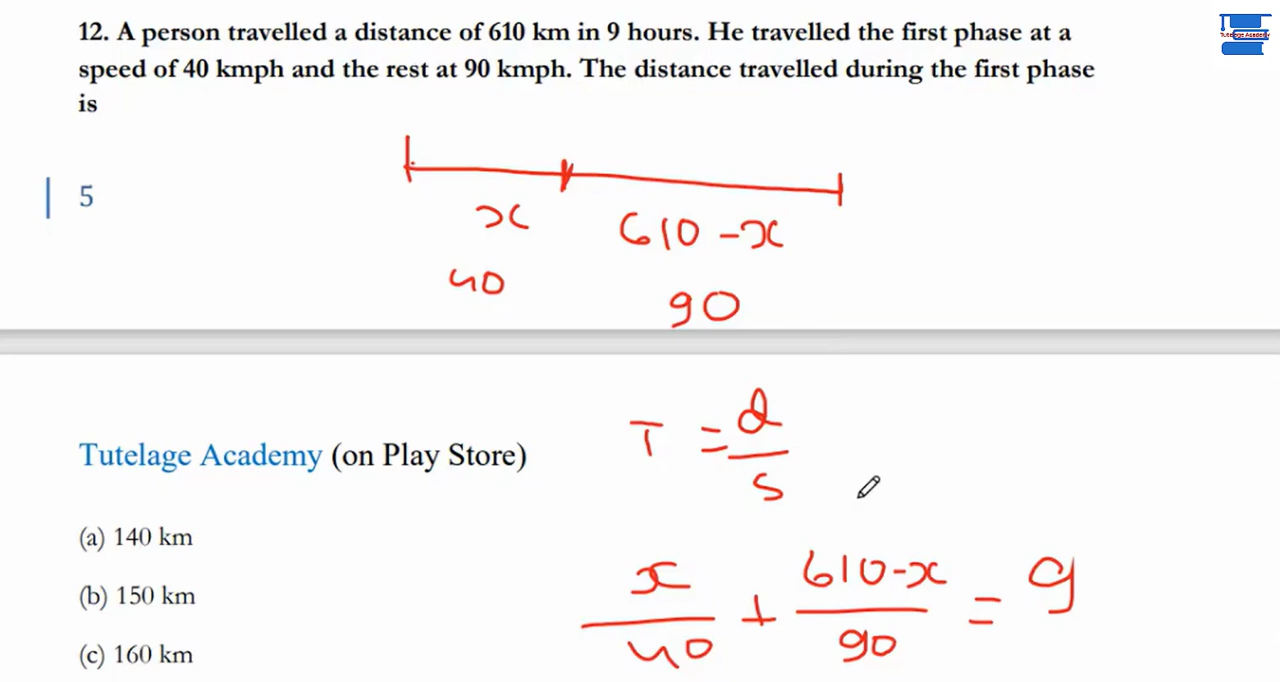 Tutelage Academy
12. A person travelled a distance of 610 km in 9 hours. He travelled the first phase at a
speed of 40 kmph and the rest at 90 kmph. The distance travelled during the first phase
is
| 5
x 610 - x
40 90
Tutelage Academy (on Play Store)
T = d/s
(a) 140 km
(b) 150 km
(c) 160 km
x/40 + 610-x/90 = 9